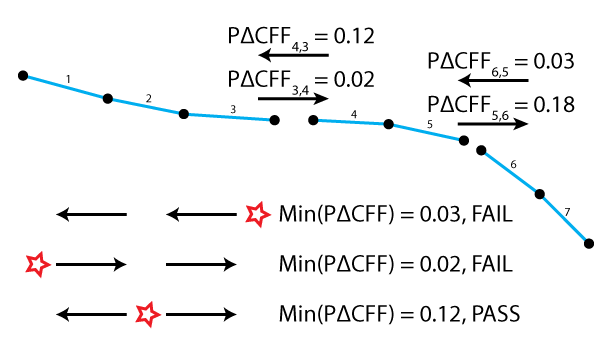 PΔCFF4,3 = 0.12
PΔCFF3,4 = 0.02
PΔCFF6,5 = 0.03
PΔCFF5,6 = 0.18
1
2
3
4
5
6
7
Min(PΔCFF) = 0.03, FAIL
Min(PΔCFF) = 0.02, FAIL
Min(PΔCFF) = 0.12, PASS